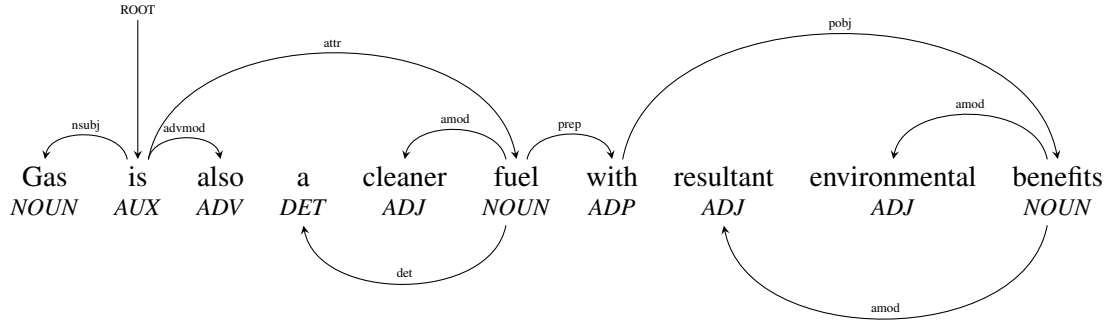 ROOT
attr
pobj
nsubj advmod amod prep amod
Gas is also a cleaner fuel with resultant environmental benefits
NOUN AUX ADV DET ADJ NOUN ADP ADJ ADJ NOUN
det
amod